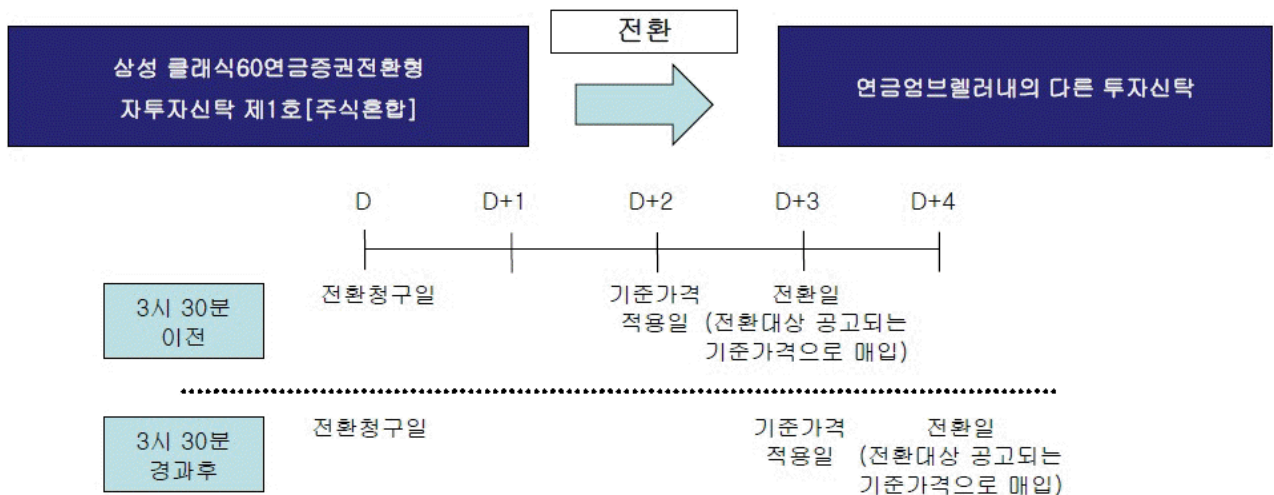 전환
삼성 클래식60연금증권전환형
자투자신탁 제1호[주식혼합]
연금엄브렐러내의 다른 투자신탁
D D+1 D+2 D+3 D+4
3시 30분
이전
전환청구일
기준가격
적용일
전환일
(전환대상 공고되는
기준가격으로 매입)
3시 30분
경과후
전환청구일
기준가격
적용일
전환일
(전환대상 공고되는
기준가격으로 매입)